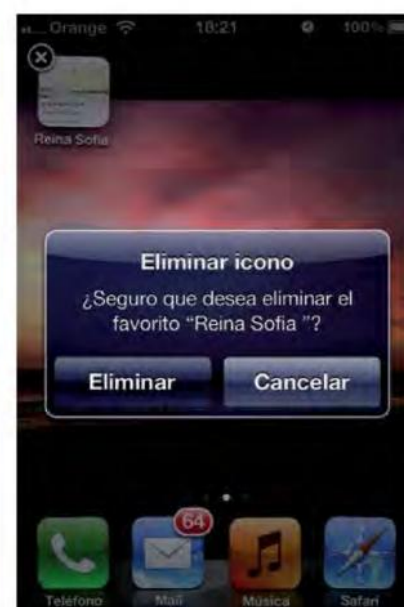 Orange 18:21 100%
Reina Sofia
Eliminar icono
¿Seguro que desea eliminar el
favorito “Reina Sofia ”?
Eliminar Cancelar
64
Teléfono Mail Música Safari